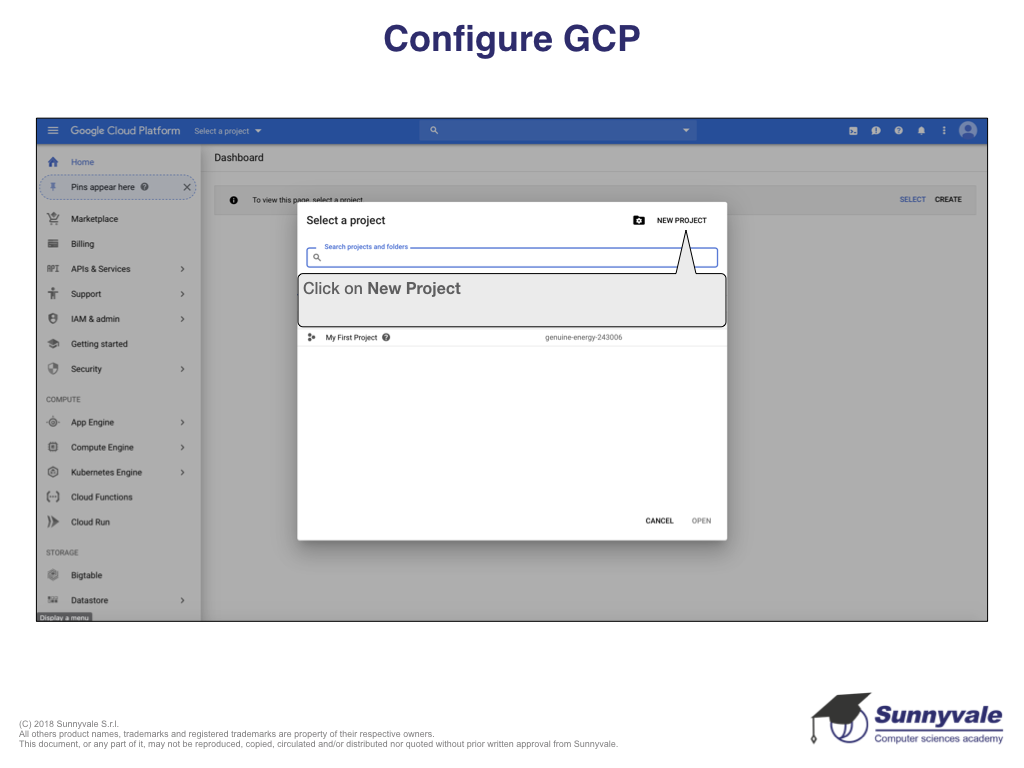 Configure GCP
Google Cloud Platform
Select a project
Home
Pins appear here
Marketplace
Billing
API
APIs & Services
Support
IAM & admin
Getting started
Security
COMPUTE
App Engine
Compute Engine
Kubernetes Engine
Cloud Functions
Cloud Run
STORAGE
Bigtable
Datastore
Display a menu
Dashboard
To view this page, select a project.
SELECT
CREATE
Select a project
NEW PROJECT
Search projects and folders
Click on New Project
My First Project
genuine-energy-243006
CANCEL
OPEN
(C) 2018 Sunnyvale S.r.l.
All others product names, trademarks and registered trademarks are property of their respective owners.
This document, or any part of it, may not be reproduced, copied, circulated and/or distributed nor quoted without prior written approval from Sunnyvale.
Sunnyvale
Computer sciences academy